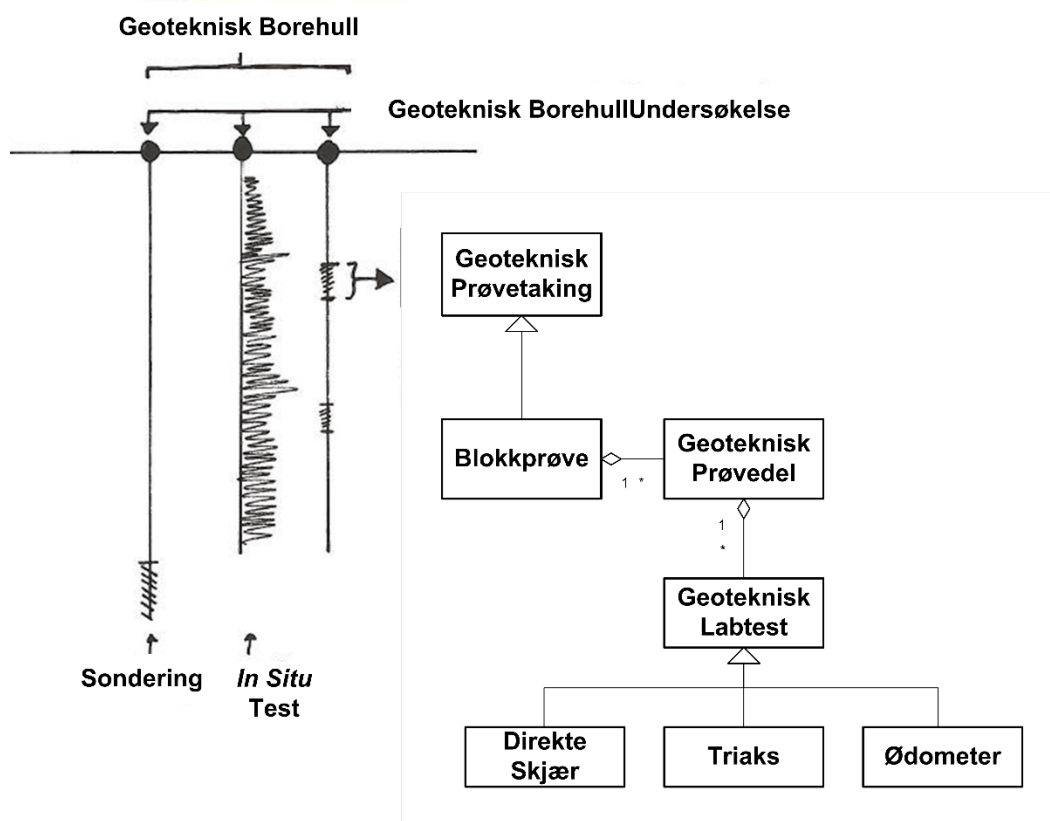 Geoteknisk Borehull
Geoteknisk BorehullUndersøkelse
Geoteknisk
Prøvetaking
Blokkprøve
1 *
Geoteknisk
Prøvedel
1
*
Geoteknisk
Labtest
Sondering
In Situ
Test
Direkte
Skjær
Triaks
Ødometer